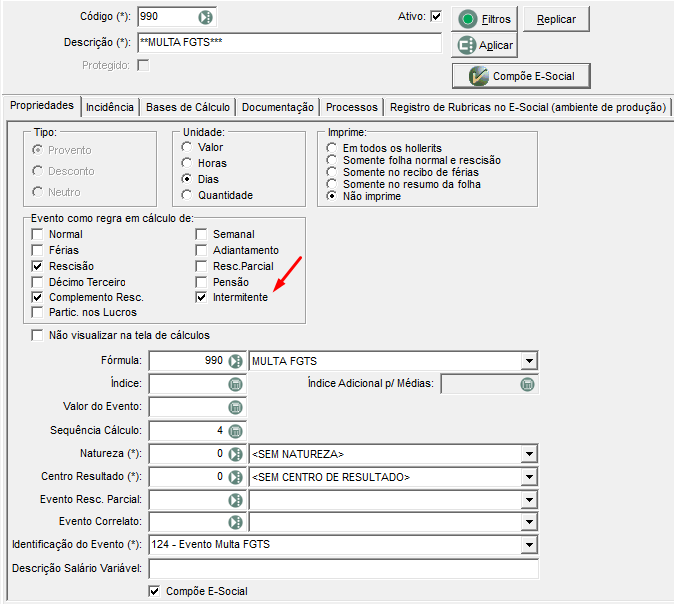 Código (*): 990 Ativo: Filtros Replicar
Descrição (*): **MULTA FGTS*** Aplicar
Protegido: Compõe E-Social
Propriedades Incidência Bases de Cálculo Documentação Processos Registro de Rubricas no E-Social (ambiente de produção)
Tipo:
Provento
Desconto
Neutro
Unidade:
Valor
Horas
Dias
Quantidade
Imprime:
Em todos os hollerits
Somente folha normal e rescisão
Somente no recibo de férias
Somente no resumo da folha
Não imprime
Evento como regra em cálculo de:
Normal Semanal
Férias Adiantamento
Rescisão Resc.Parcial
Décimo Terceiro Pensão
Complemento Resc. Intermitente
Partic. nos Lucros
Não visualizar na tela de cálculos
Fórmula: 990 MULTA FGTS
Índice: Índice Adicional p/ Médias:
Valor do Evento:
Sequência Cálculo: 4
Natureza (*): 0 <SEM NATUREZA>
Centro Resultado (*): 0 <SEM CENTRO DE RESULTADO>
Evento Resc. Parcial:
Evento Correlato:
Identificação do Evento (*): 124 - Evento Multa FGTS
Descrição Salário Variável:
Compõe E-Social